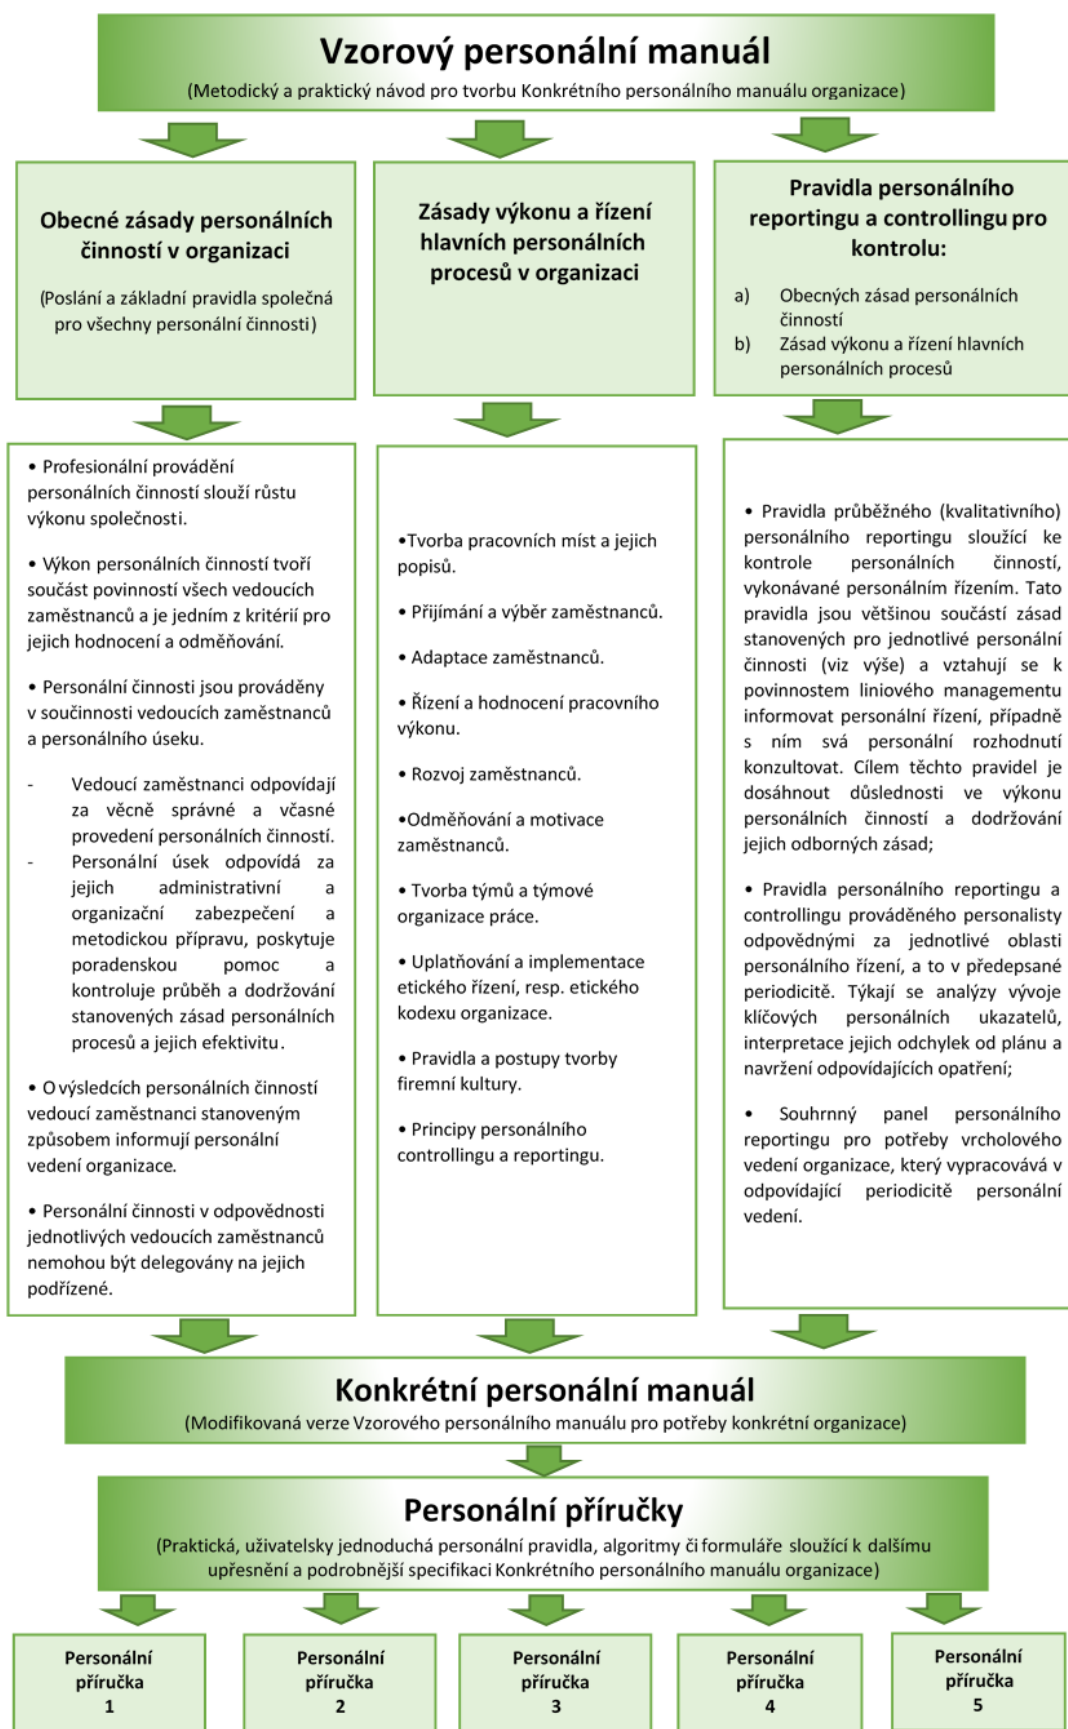 Vzorový personální manuál
(Metodický a praktický návod pro tvorbu Konkrétního personálního manuálu organizace)
Obecné zásady personálních
činností v organizaci
(Poslání a základní pravidla společná
pro všechny personální činnosti)
Zásady výkonu a řízení
hlavních personálních
procesů v organizaci
Pravidla personálního
reportingu a controllingu pro
kontrolu:
a) Obecných zásad personálních
činností
b) Zásad výkonu a řízení hlavních
personálních procesů
• Profesionální provádění
personálních činností slouží růstu
výkonu společnosti.
• Výkon personálních činností tvoří
součást povinností všech vedoucích
zaměstnanců a je jedním z kritérií pro
jejich hodnocení a odměňování.
• Personální činnosti jsou prováděny
v součinnosti vedoucích zaměstnanců
a personálního úseku.
- Vedoucí zaměstnanci odpovídají
za věcně správné a včasné
provedení personálních činností.
- Personální úsek odpovídá za
jejich administrativní a
organizační zabezpečení a
metodickou přípravu, poskytuje
poradenskou pomoc a
kontroluje průběh a dodržování
stanovených zásad personálních
procesů a jejich efektivitu.
• O výsledcích personálních činností
vedoucí zaměstnanci stanoveným
způsobem informují personální
vedení organizace.
• Personální činnosti v odpovědnosti
jednotlivých vedoucích zaměstnanců
nemohou být delegovány na jejich
podřízené.
•Tvorba pracovních míst a jejich
popisů.
• Přijímání a výběr zaměstnanců.
• Adaptace zaměstnanců.
• Řízení a hodnocení pracovního
výkonu.
• Rozvoj zaměstnanců.
•Odměňování a motivace
zaměstnanců.
• Tvorba týmů a týmové
organizace práce.
• Uplatňování a implementace
etického řízení, resp. etického
kodexu organizace.
• Pravidla a postupy tvorby
firemní kultury.
• Principy personálního
controllingu a reportingu.
• Pravidla průběžného (kvalitativního)
personálního reportingu sloužící ke
kontrole personálních činností,
vykonávané personálním řízením. Tato
pravidla jsou většinou součástí zásad
stanovených pro jednotlivé personální
činnosti (viz výše) a vztahují se k
povinnostem liniového managementu
informovat personální řízení, případně
s ním svá personální rozhodnutí
konzultovat. Cílem těchto pravidel je
dosáhnout důslednosti ve výkonu
personálních činností a dodržování
jejich odborných zásad;
• Pravidla personálního reportingu a
controllingu prováděného personalisty
odpovědnými za jednotlivé oblasti
personálního řízení, a to v předepsané
periodicitě. Týkají se analýzy vývoje
klíčových personálních ukazatelů,
interpretace jejich odchylek od plánu a
navržení odpovídajících opatření;
• Souhrnný panel personálního
reportingu pro potřeby vrcholového
vedení organizace, který vypracovává v
odpovídající periodicitě personální
vedení.
Konkrétní personální manuál
(Modifikovaná verze Vzorového personálního manuálu pro potřeby konkrétní organizace)
Personální příručky
(Praktická, uživatelsky jednoduchá personální pravidla, algoritmy či formuláře sloužící k dalšímu
upřesnění a podrobnější specifikaci Konkrétního personálního manuálu organizace)
Personální
příručka
1
Personální
příručka
2
Personální
příručka
3
Personální
příručka
4
Personální
příručka
5